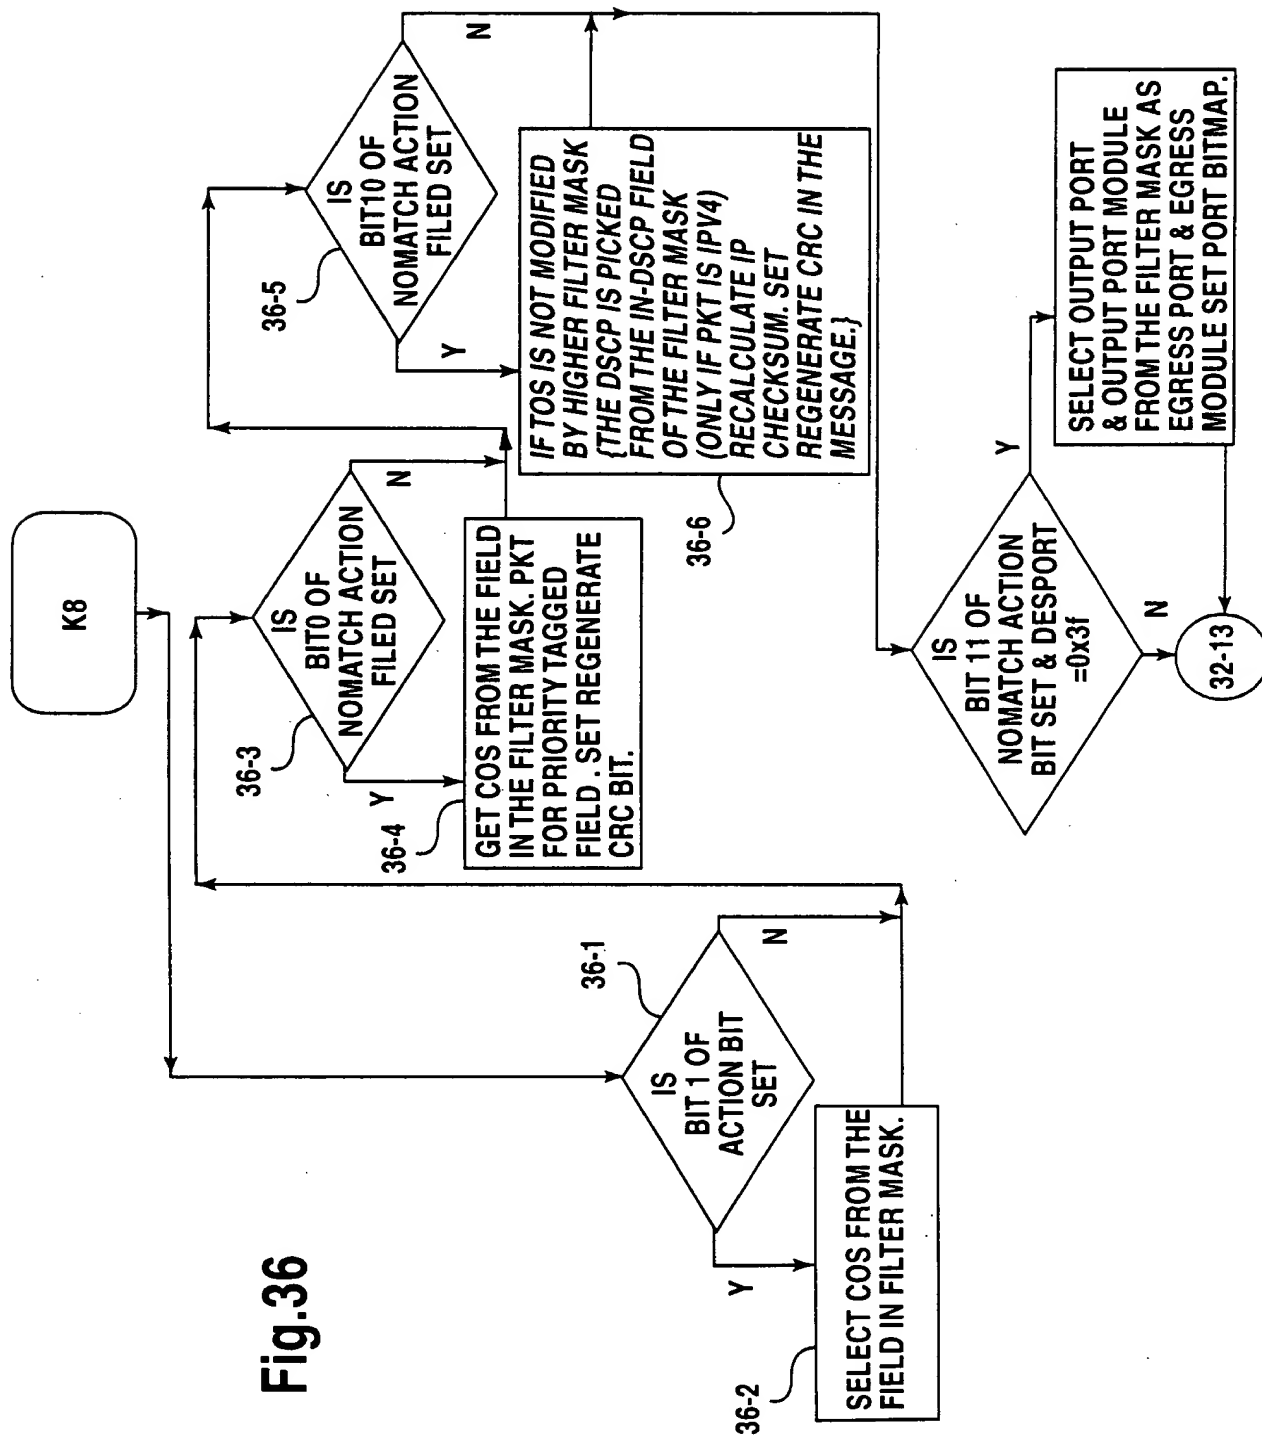 Fig.36
K8
36-1
IS
BIT 1 OF
ACTION BIT
SET
Y
N
36-2
SELECT COS FROM THE
FIELD IN FILTER MASK.
36-3
IS
BIT0 OF
NOMATCH ACTION
FILED SET
Y
N
36-4
GET COS FROM THE FIELD
IN THE FILTER MASK. PKT
FOR PRIORITY TAGGED
FIELD . SET REGENERATE
CRC BIT.
36-5
IS
BIT10 OF
NOMATCH ACTION
FILED SET
Y
N
36-6
IF TOS IS NOT MODIFIED
BY HIGHER FILTER MASK
{THE DSCP IS PICKED
FROM THE IN-DSCP FIELD
OF THE FILTER MASK
(ONLY IF PKT IS IPV4)
RECALCULATE IP
CHECKSUM. SET
REGENERATE CRC IN THE
MESSAGE.}
IS
BIT 11 OF
NOMATCH ACTION
BIT SET & DESPORT
=0x3f
Y
N
SELECT OUTPUT PORT
& OUTPUT PORT MODULE
FROM THE FILTER MASK AS
EGRESS PORT & EGRESS
MODULE SET PORT BITMAP.
32-13